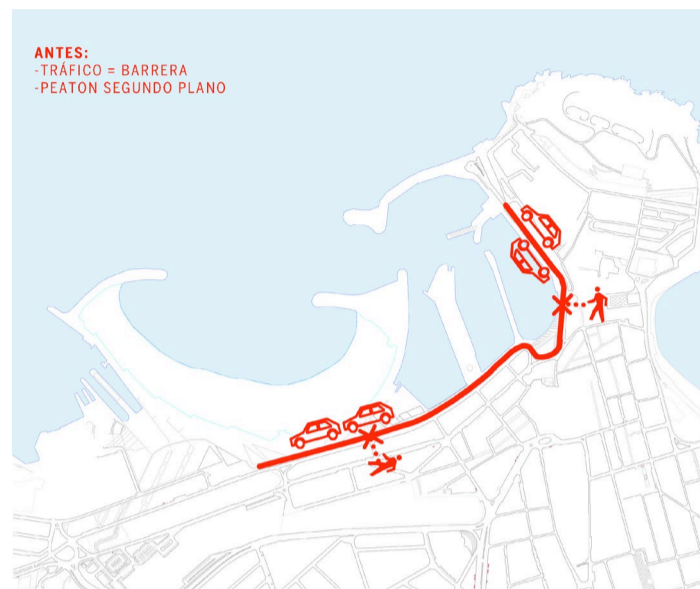 ANTES:
-TRÁFICO = BARRERA
-PEATON SEGUNDO PLANO